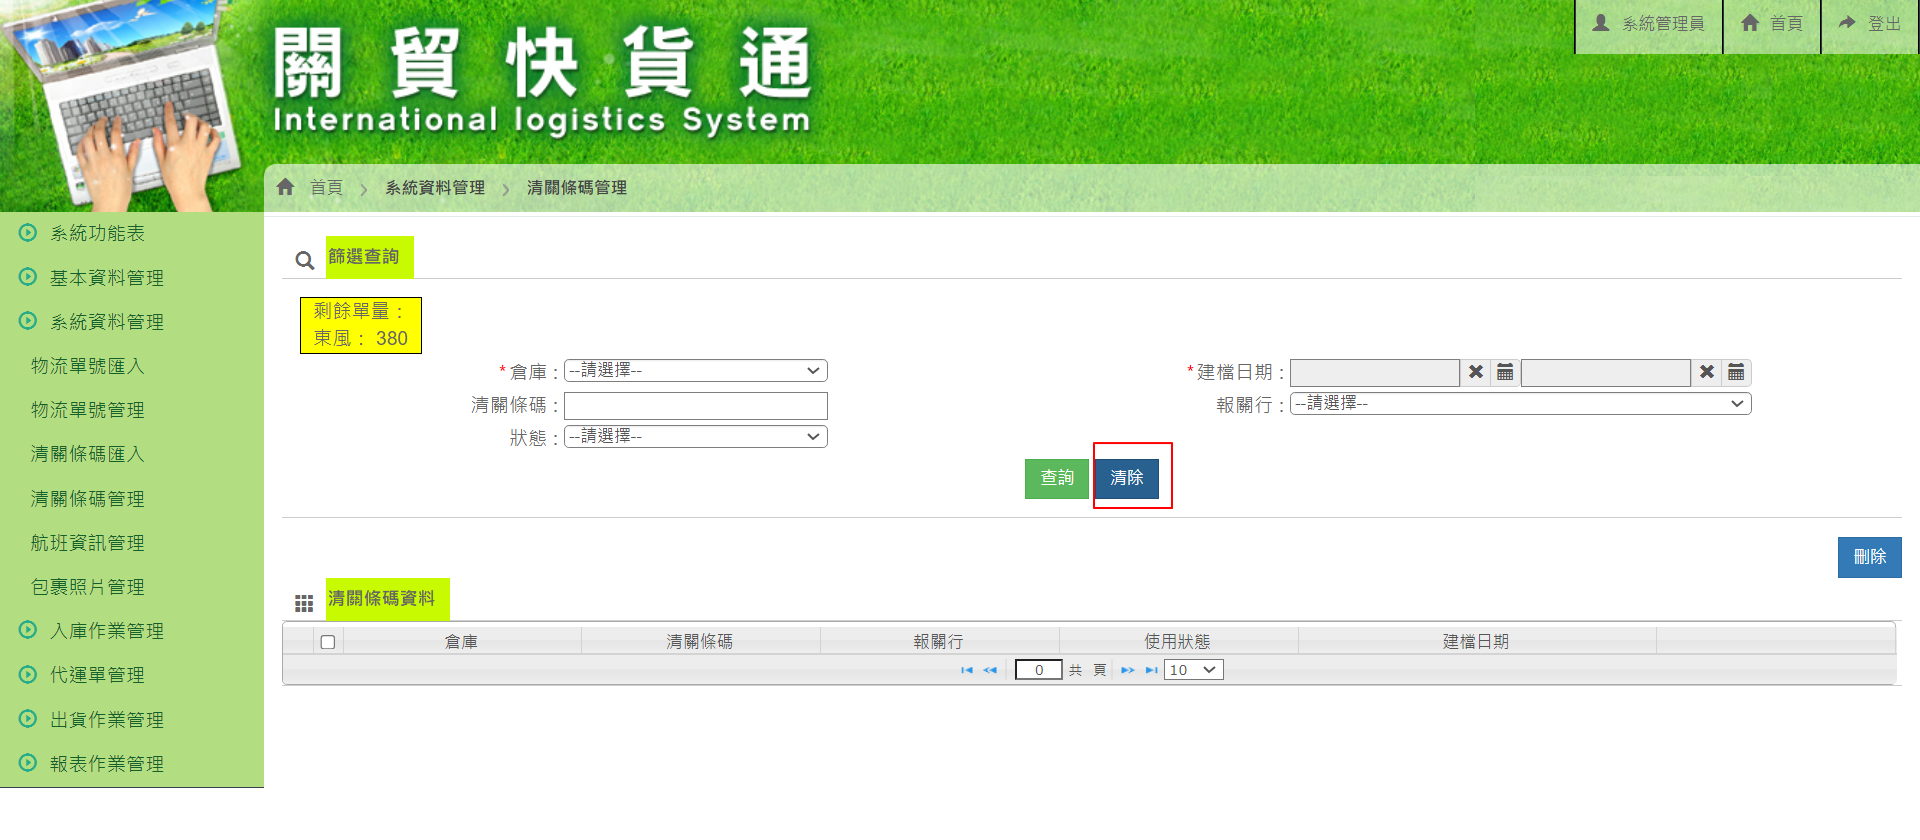 關貿快貨通
International logistics System
系統管理員
首頁
登出
首頁 > 系統資料管理 > 清關條碼管理
系統功能表
基本資料管理
系統資料管理
物流單號匯入
物流單號管理
清關條碼匯入
清關條碼管理
航班資訊管理
包裹照片管理
入庫作業管理
代運單管理
出貨作業管理
報表作業管理
篩選查詢
剩餘單量：
東風： 380
*倉庫：--請選擇--
*建檔日期：
清關條碼：
報關行：--請選擇--
狀態：--請選擇--
查詢 清除
刪除
清關條碼資料
倉庫 清關條碼 報關行 使用狀態 建檔日期
0 共 頁 10